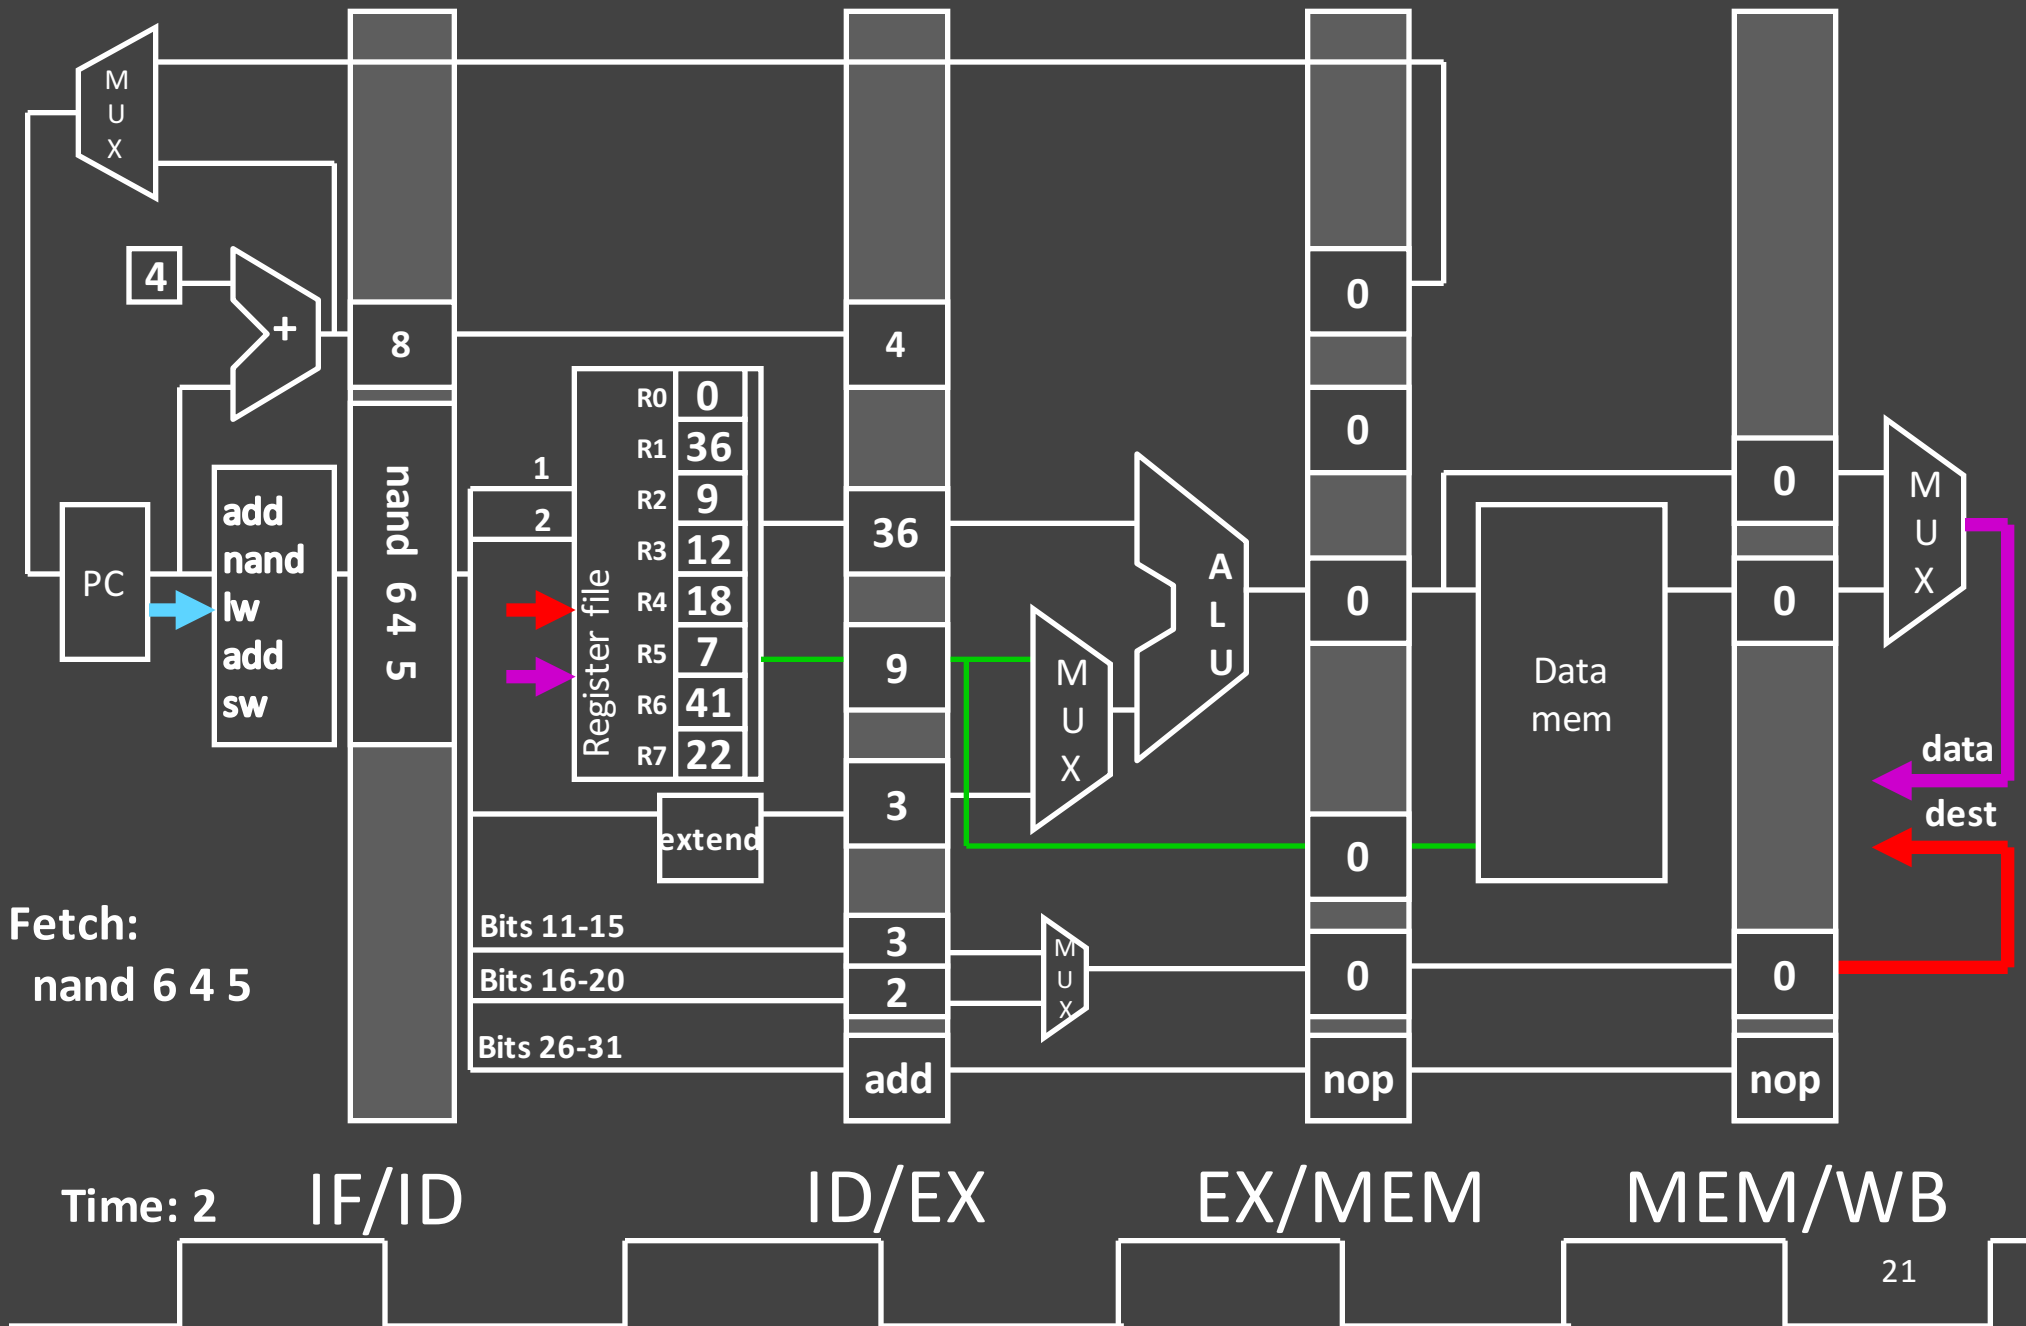 M
U
X
4
+
8
4
0
0
R0 0
R1 36
R2 9
R3 12
R4 18
R5 7
R6 41
R7 22
Register file
1
2
PC
add
nand
lw
add
sw
nand 6 4 5
36
9
3
extend
M
U
X
A
L
U
0
0
Data
mem
0
0
M
U
X
data
dest
Bits 11-15
Bits 16-20
Bits 26-31
3
2
add
M
U
X
0
nop
0
nop
Fetch:
nand 6 4 5
Time: 2
IF/ID
ID/EX
EX/MEM
MEM/WB
21